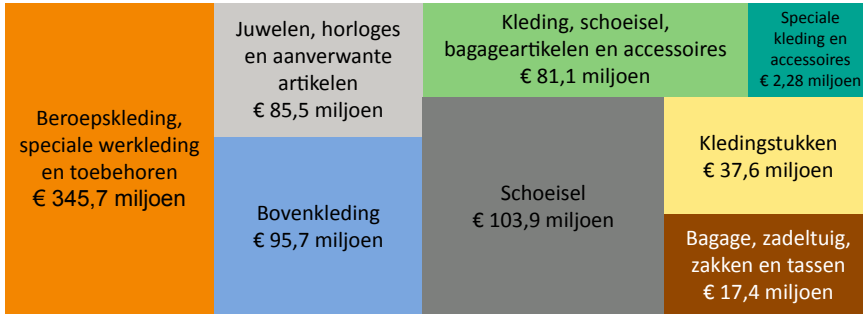 Beroepskleding,
speciale werkleding
en toebehoren
€ 345,7 miljoen
Juwelen, horloges
en aanverwante
artikelen
€ 85,5 miljoen
Bovenkleding
€ 95,7 miljoen
Kleding, schoeisel,
bagageartikelen en accessoires
€ 81,1 miljoen
Speciale
kleding en
accessoires
€ 2,28 miljoen
Schoeisel
€ 103,9 miljoen
Kledingstukken
€ 37,6 miljoen
Bagage, zadeltuig,
zakken en tassen
€ 17,4 miljoen